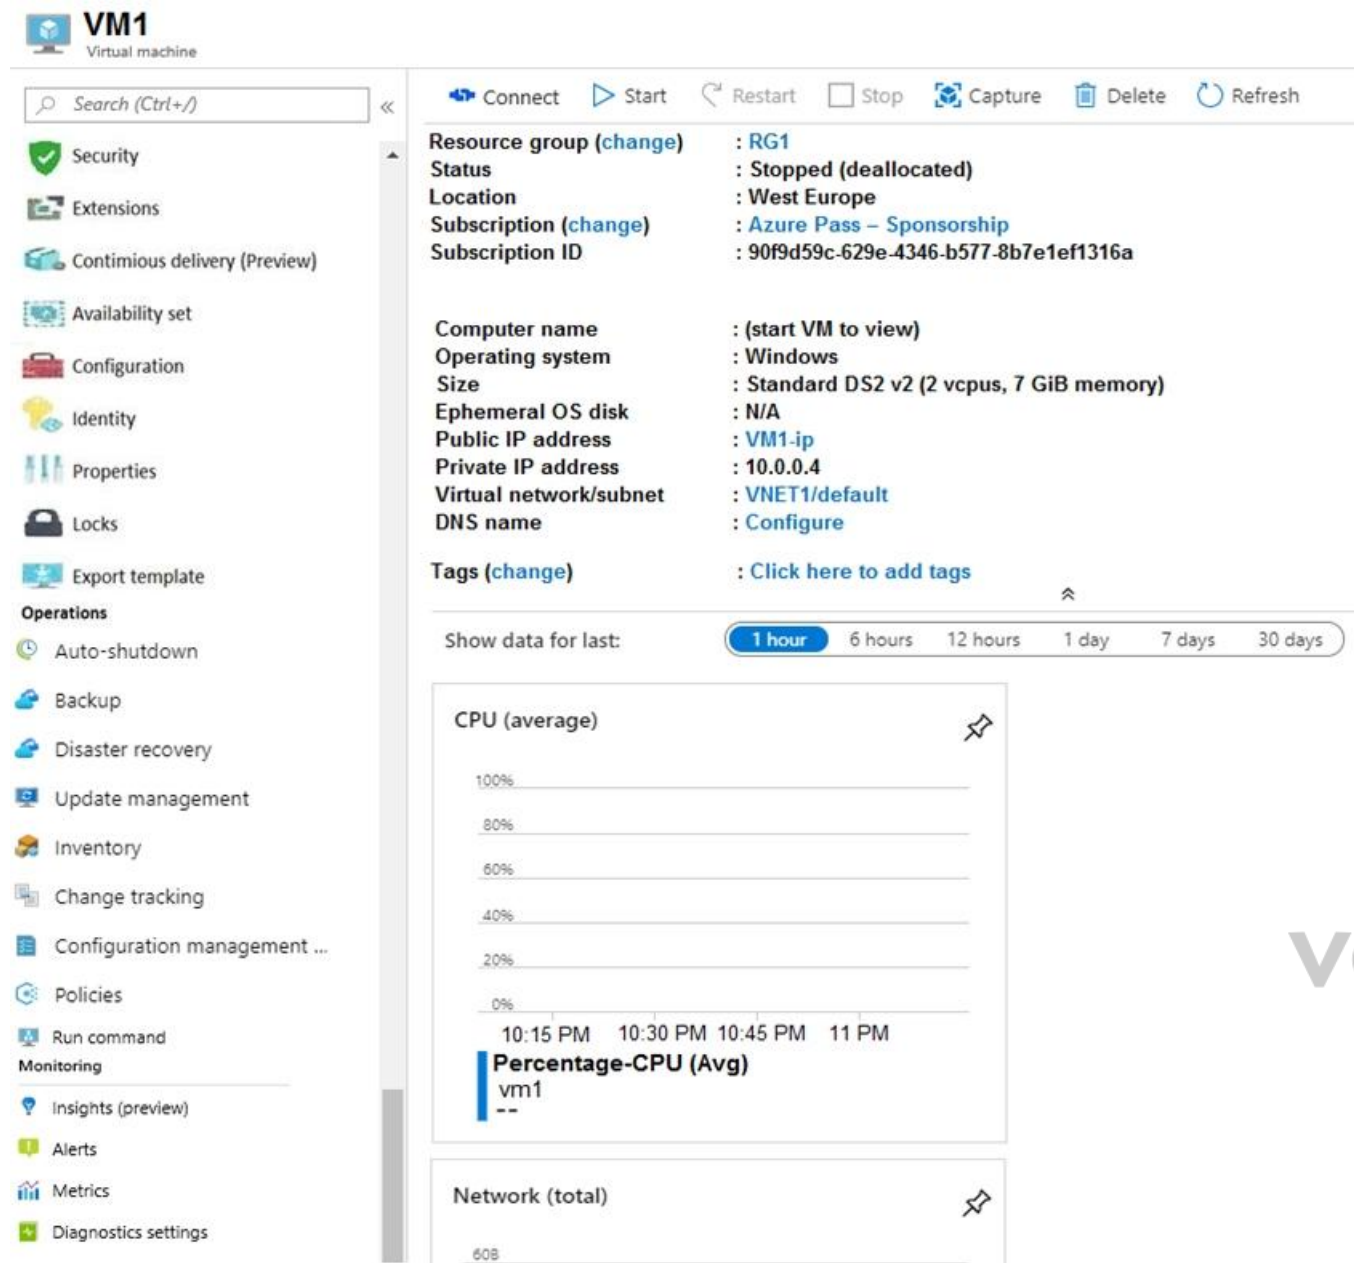 VM1
Virtual machine
Search (Ctrl+/)
«
Security
Extensions
Contimious delivery (Preview)
Availability set
Configuration
Identity
Properties
Locks
Export template
Operations
Auto-shutdown
Backup
Disaster recovery
Update management
Inventory
Change tracking
Configuration management ...
Policies
Run command
Monitoring
Insights (preview)
Alerts
Metrics
Diagnostics settings
Connect Start Restart Stop Capture Delete Refresh
Resource group (change) : RG1
Status : Stopped (deallocated)
Location : West Europe
Subscription (change) : Azure Pass – Sponsorship
Subscription ID : 90f9d59c-629e-4346-b577-8b7e1ef1316a
Computer name : (start VM to view)
Operating system : Windows
Size : Standard DS2 v2 (2 vcpus, 7 GiB memory)
Ephemeral OS disk : N/A
Public IP address : VM1-ip
Private IP address : 10.0.0.4
Virtual network/subnet : VNET1/default
DNS name : Configure
Tags (change) : Click here to add tags
Show data for last: 1 hour 6 hours 12 hours 1 day 7 days 30 days
CPU (average)
100%
80%
60%
40%
20%
0%
10:15 PM 10:30 PM 10:45 PM 11 PM
Percentage-CPU (Avg)
vm1
--
Network (total)
60B